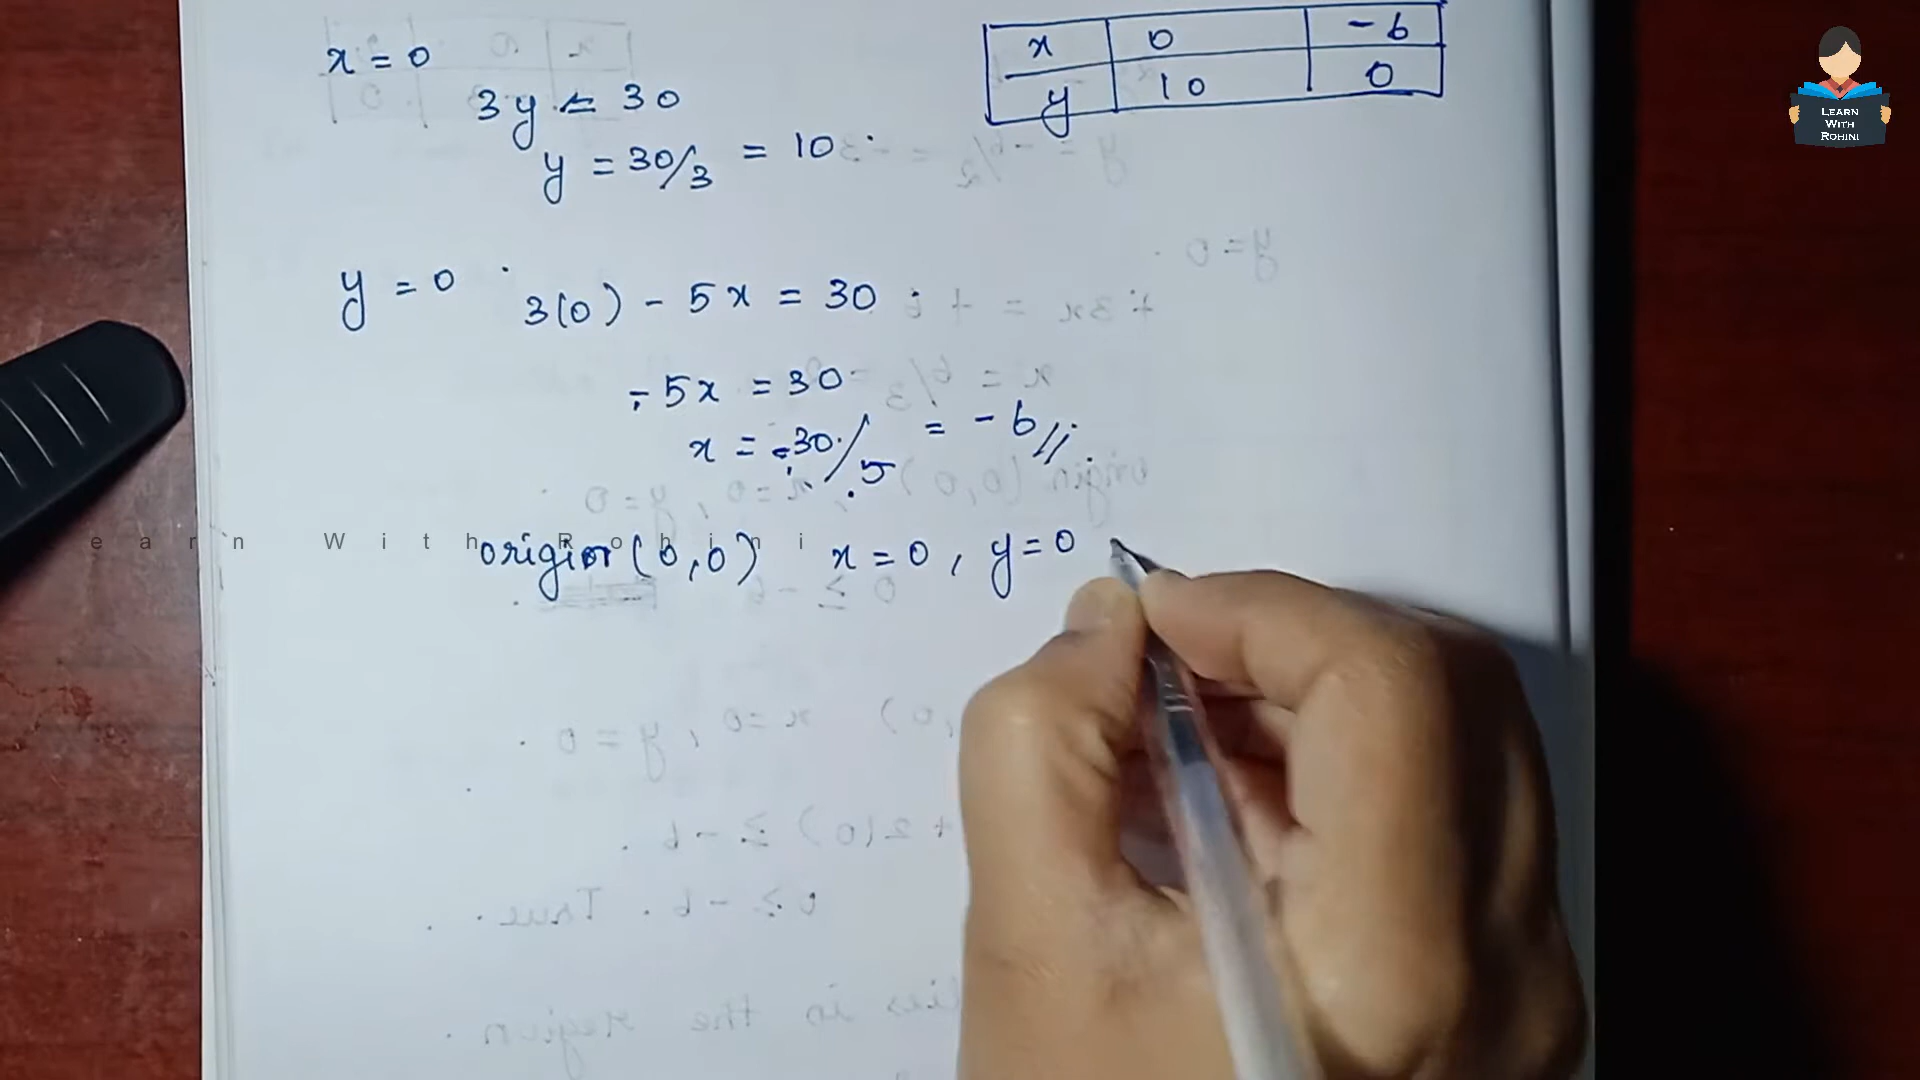 x = 0
3y = 30
y = 30/3 = 10
x 0 -6
y 10 0
y = 0
3(0) - 5x = 30
-5x = 30
x = -30/5 = -6//
origin (0,0) x = 0, y = 0
earn With Rohini
LEARN
WITH
ROHINI